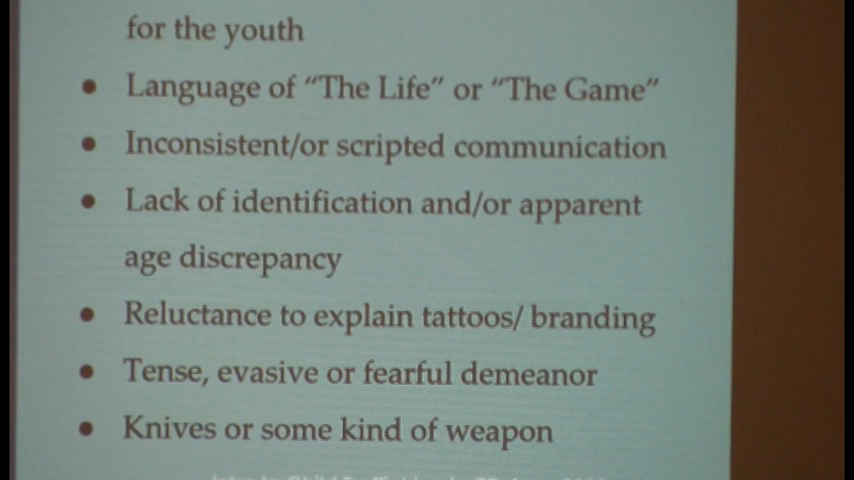 for the youth
● Language of “The Life” or “The Game”
● Inconsistent/or scripted communication
● Lack of identification and/or apparent
age discrepancy
● Reluctance to explain tattoos/ branding
● Tense, evasive or fearful demeanor
● Knives or some kind of weapon